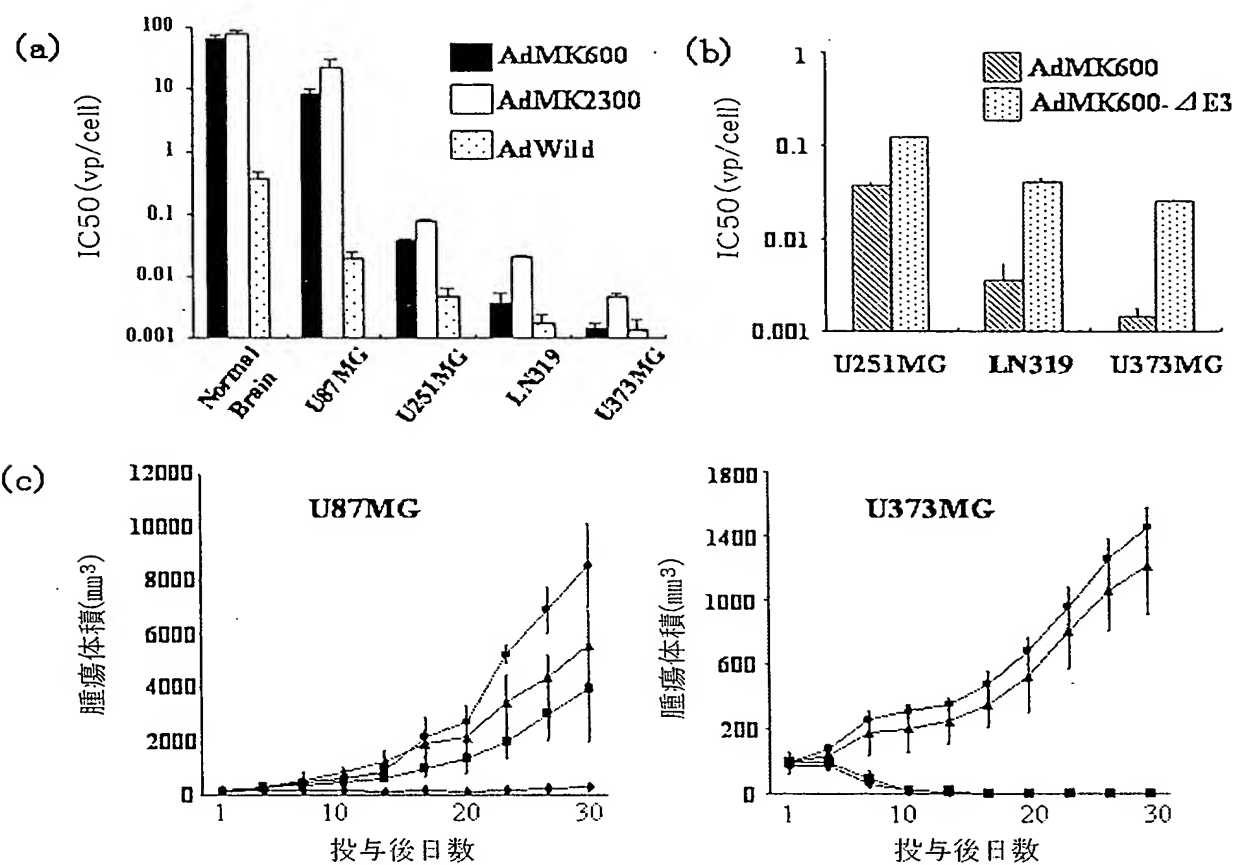 (a)
IC50(vp/cell)
100
10
1
0.1
0.01
0.001
AdMK600
AdMK2300
AdWild
Normal
Brain
U87MG
U251MG
LN319
U373MG
(b)
IC50(vp/cell)
1
0.1
0.01
0.001
AdMK600
AdMK600-⊿E3
U251MG LN319 U373MG
(c)
U87MG
腫瘍体積(mm³)
12000
10000
8000
6000
4000
2000
0
1 10 20 30
投与後日数
U373MG
腫瘍体積(mm³)
1800
1400
1000
600
200
0
1 10 20 30
投与後日数